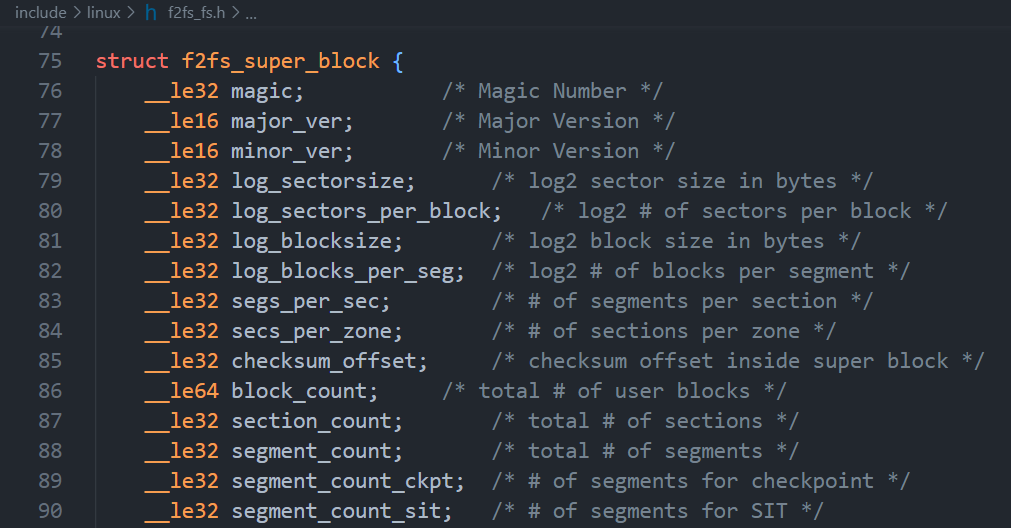 include > linux > h f2fs_fs.h > ...
74
75 struct f2fs_super_block {
76 __le32 magic; /* Magic Number */
77 __le16 major_ver; /* Major Version */
78 __le16 minor_ver; /* Minor Version */
79 __le32 log_sectorsize; /* log2 sector size in bytes */
80 __le32 log_sectors_per_block; /* log2 # of sectors per block */
81 __le32 log_blocksize; /* log2 block size in bytes */
82 __le32 log_blocks_per_seg; /* log2 # of blocks per segment */
83 __le32 segs_per_sec; /* # of segments per section */
84 __le32 secs_per_zone; /* # of sections per zone */
85 __le32 checksum_offset; /* checksum offset inside super block */
86 __le64 block_count; /* total # of user blocks */
87 __le32 section_count; /* total # of sections */
88 __le32 segment_count; /* total # of segments */
89 __le32 segment_count_ckpt; /* # of segments for checkpoint */
90 __le32 segment_count_sit; /* # of segments for SIT */